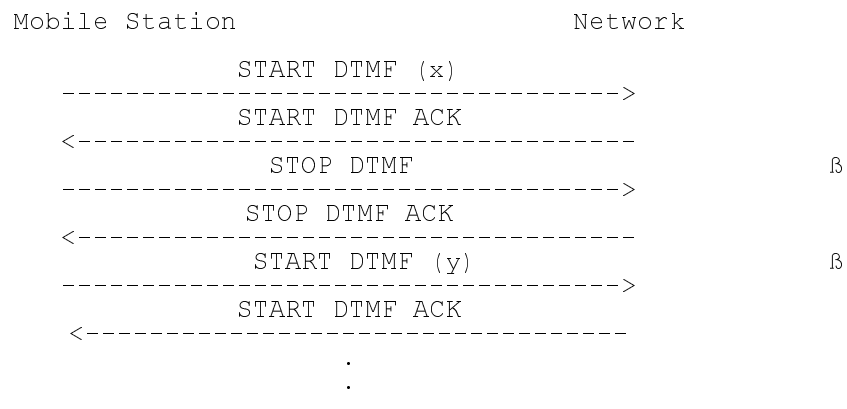 Mobile Station Network
START DTMF (x)
----------------------------------->
START DTMF ACK
<-----------------------------------
STOP DTMF ß
----------------------------------->
STOP DTMF ACK
<-----------------------------------
START DTMF (y) ß
----------------------------------->
START DTMF ACK
<----------------------------------
.
.